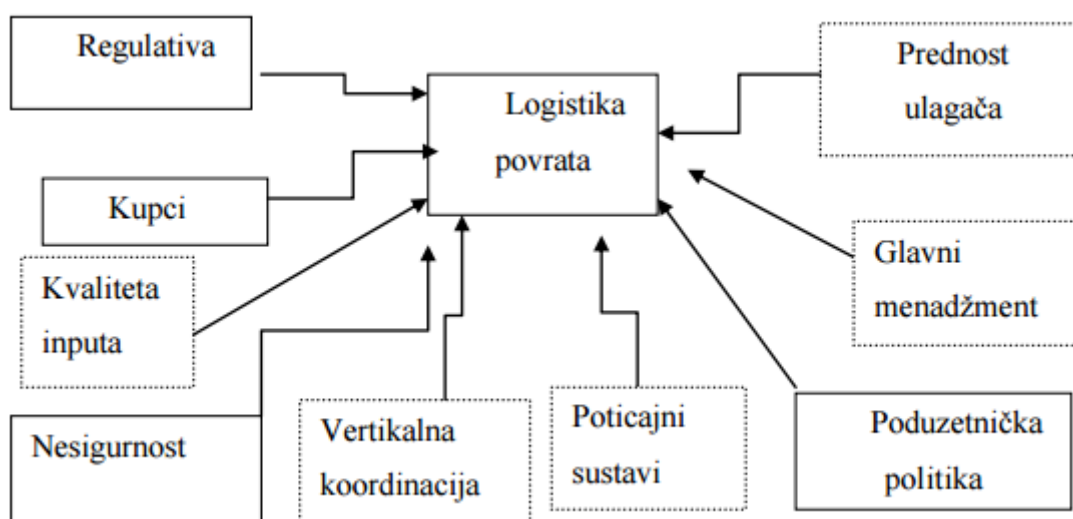 Regulativa
Logistika
povrata
Prednost
ulagača
Kupci
Kvaliteta
inputa
Glavni
menadžment
Nesigurnost
Vertikalna
koordinacija
Poticajni
sustavi
Poduzetnička
politika